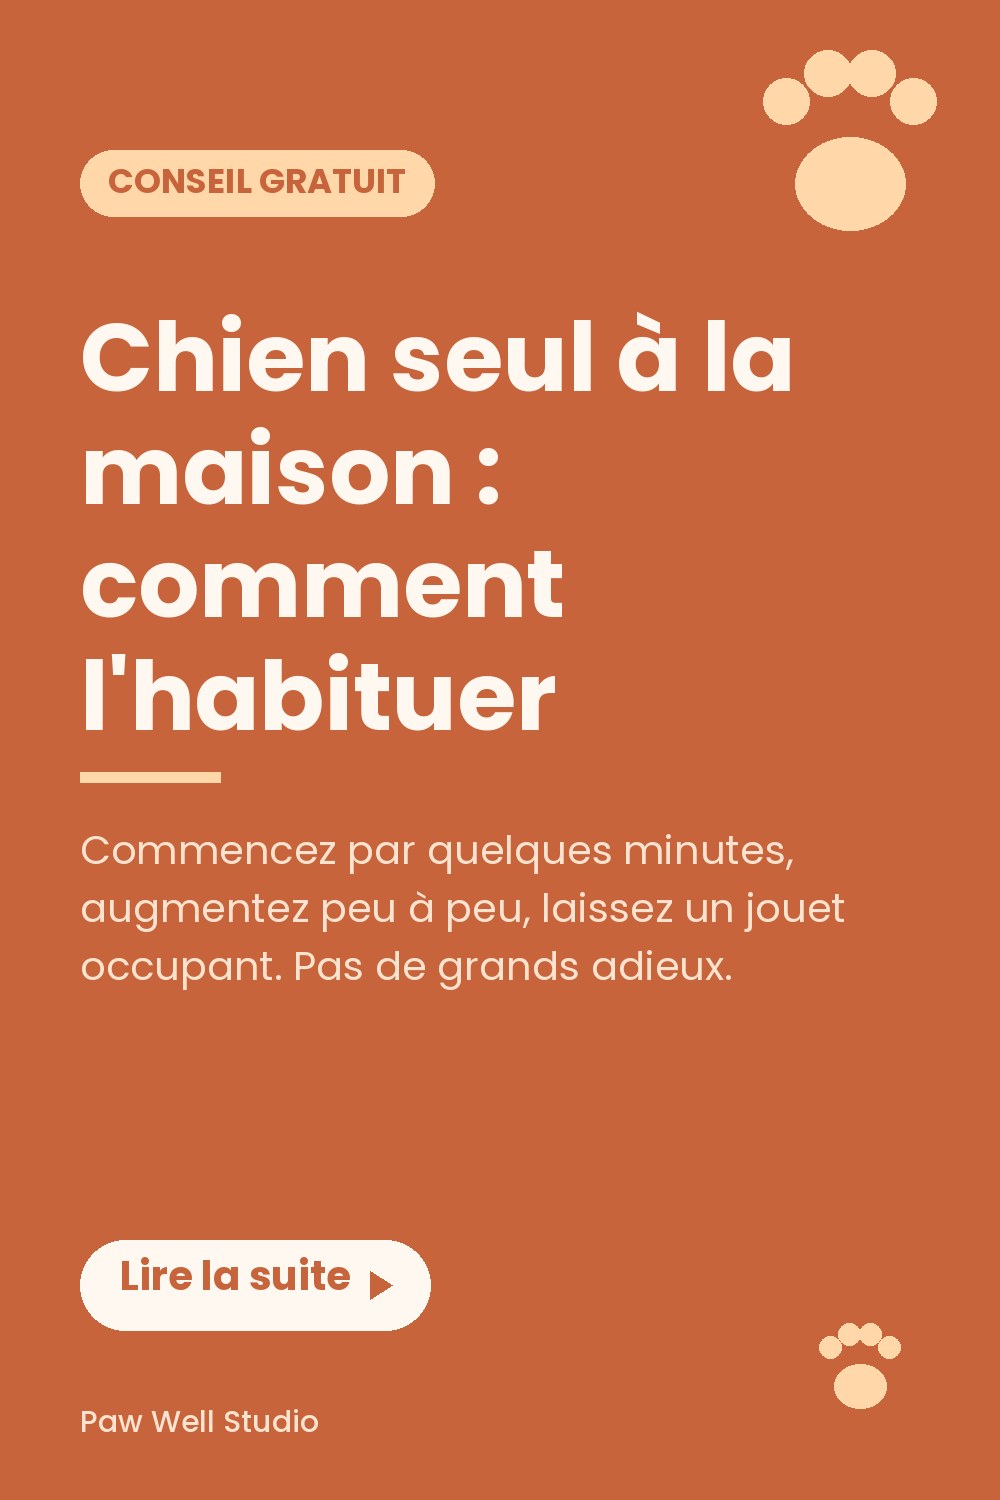 CONSEIL GRATUIT
Chien seul à la
maison :
comment
l'habituer
Commencez par quelques minutes,
augmentez peu à peu, laissez un jouet
occupant. Pas de grands adieux.
Lire la suite
Paw Well Studio